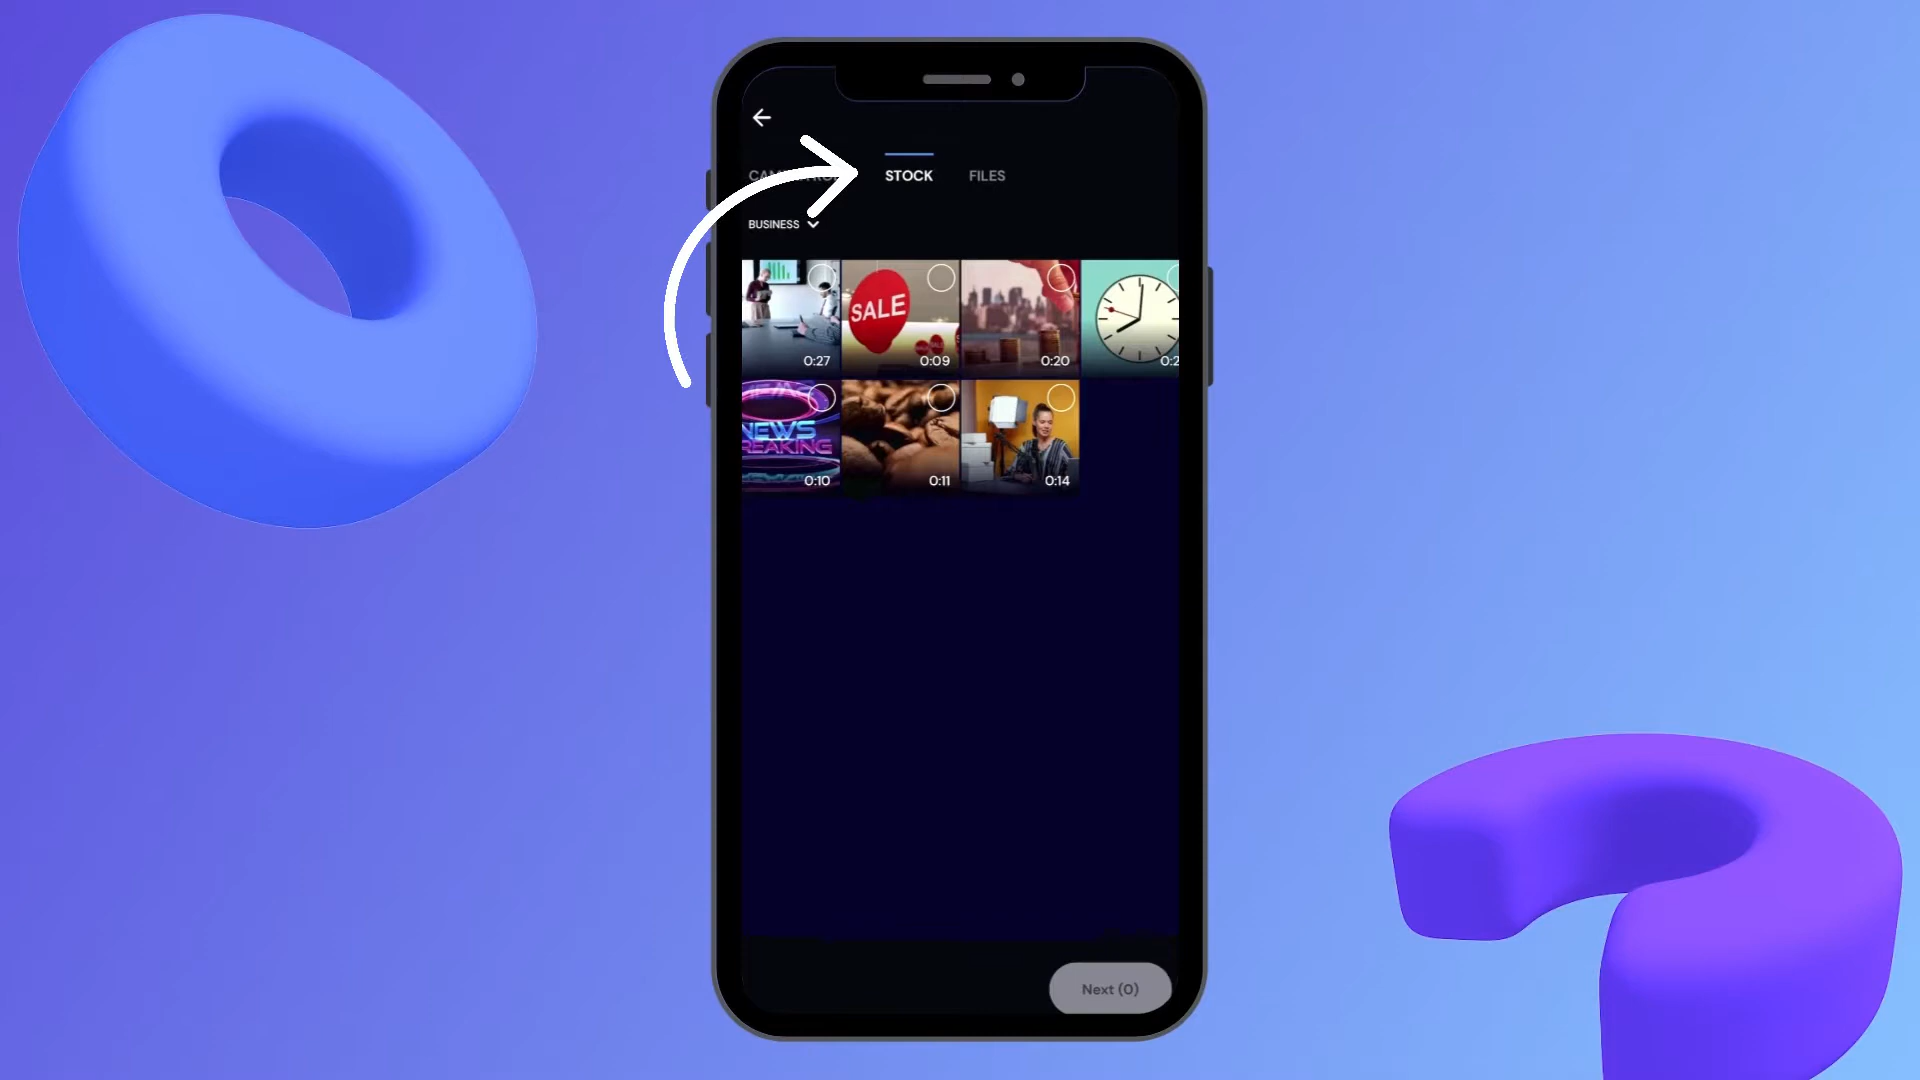 STOCK FILES
BUSINESS
SALE
0:27 0:09 0:20
NEWS
BREAKING
0:10 0:11 0:14
Next (0)